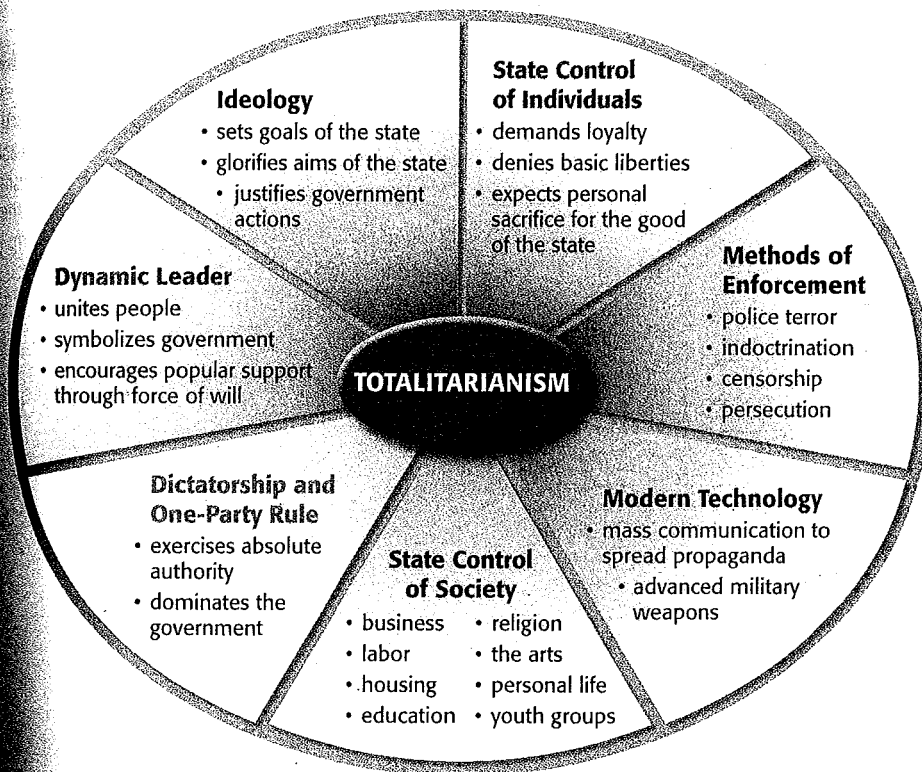 Ideology
• sets goals of the state
• glorifies aims of the state
• justifies government
actions
State Control
of Individuals
• demands loyalty
• denies basic liberties
• expects personal
sacrifice for the good
of the state
Methods of
Enforcement
• police terror
• indoctrination
• censorship
• persecution
Modern Technology
• mass communication to
spread propaganda
• advanced military
weapons
State Control
of Society
• business
• labor
• housing
• education
• religion
• the arts
• personal life
• youth groups
Dictatorship and
One-Party Rule
• exercises absolute
authority
• dominates the
government
Dynamic Leader
• unites people
• symbolizes government
• encourages popular support
through force of will
TOTALITARIANISM